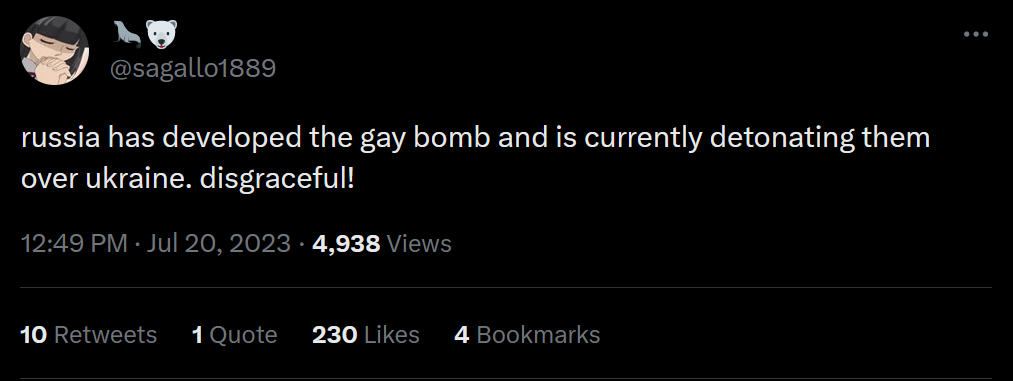 @sagallo1889
russia has developed the gay bomb and is currently detonating them
over ukraine. disgraceful!
12:49 PM · Jul 20, 2023 · 4,938 Views
10 Retweets 1 Quote 230 Likes 4 Bookmarks